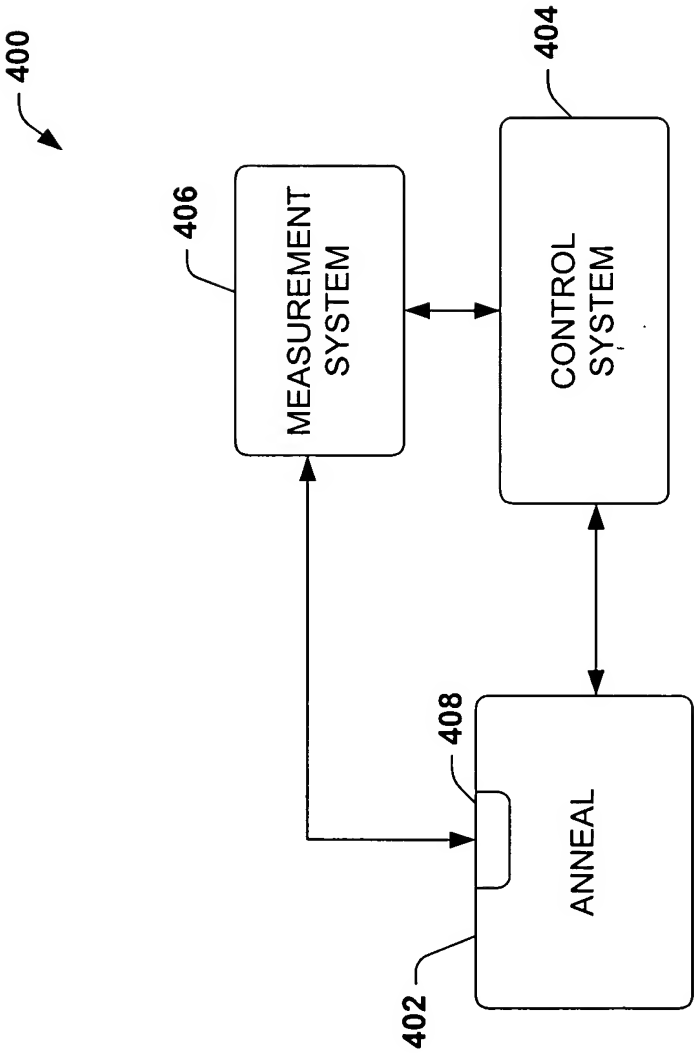 400
406
MEASUREMENT
SYSTEM
404
CONTROL
SYSTEM
408
402
ANNEAL